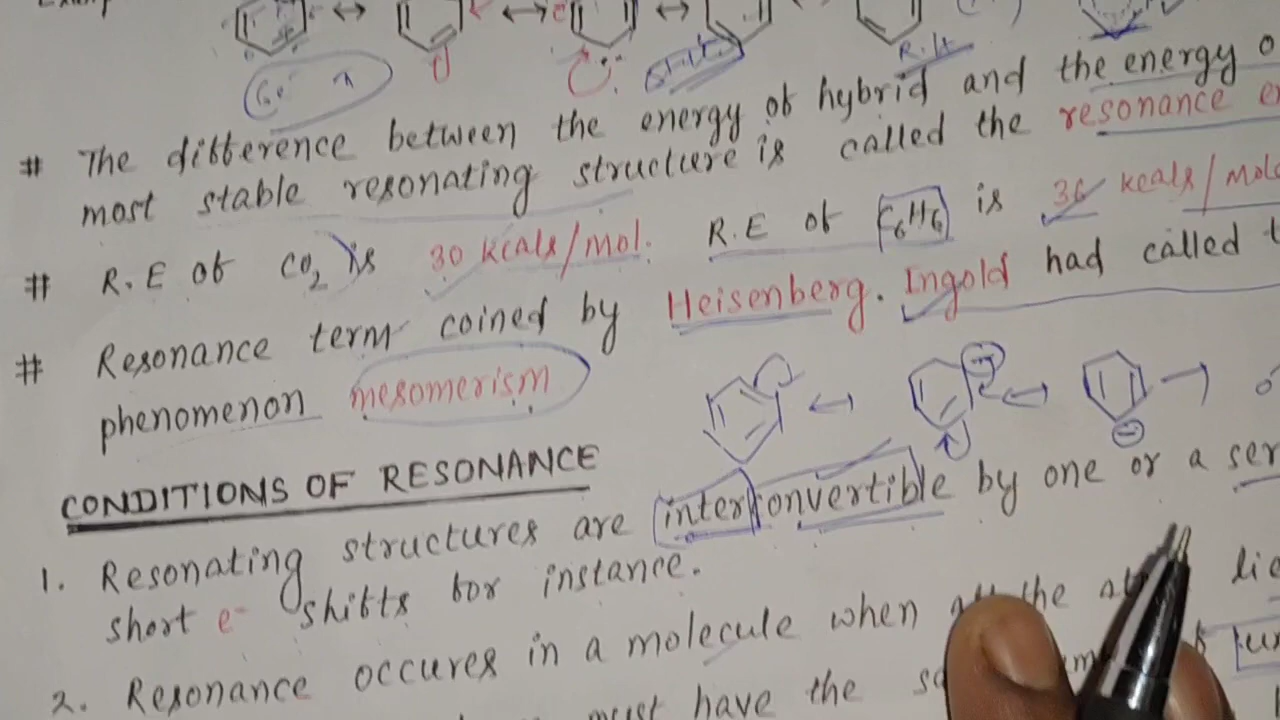 # The difference between the energy of hybrid and the energy
most stable resonating structure is called the resonance
# R.E of CO2 is 30 kcals/mol. R.E of C6H6 is 36 kcals/mole
# Resonance term coined by Heisenberg. Ingold had called
phenomenon mesomerism
CONDITIONS OF RESONANCE
1. Resonating structures are interconvertible by one or a
short e- shifts for instance.
2. Resonance occures in a molecule when all the
must have the